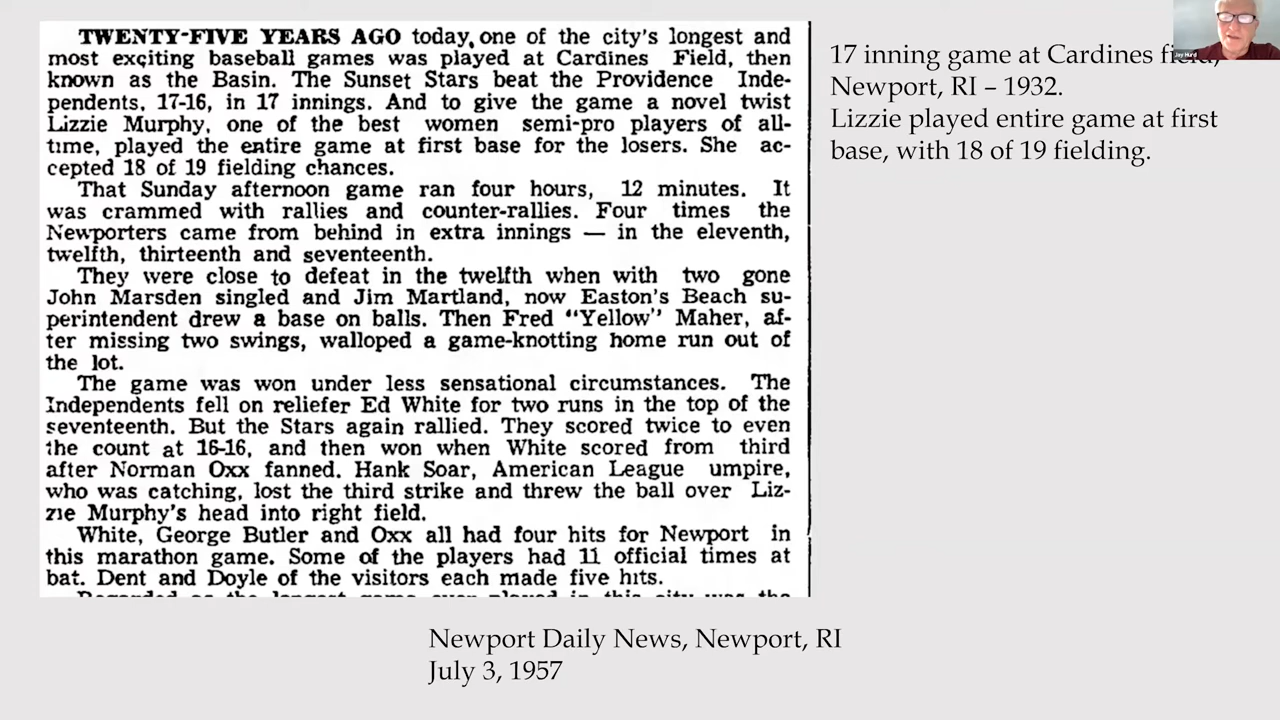 TWENTY-FIVE YEARS AGO today, one of the city's longest and
most exciting baseball games was played at Cardines Field, then
known as the Basin. The Sunset Stars beat the Providence Inde-
pendents, 17-16, in 17 innings. And to give the game a novel twist
Lizzie Murphy, one of the best women semi-pro players of all-
time, played the entire game at first base for the losers. She ac-
cepted 18 of 19 fielding chances.
That Sunday afternoon game ran four hours, 12 minutes. It
was crammed with rallies and counter-rallies. Four times the
Newporters came from behind in extra innings — in the eleventh,
twelfth, thirteenth and seventeenth.
They were close to defeat in the twelfth when with two gone
John Marsden singled and Jim Martland, now Easton's Beach su-
perintendent drew a base on balls. Then Fred "Yellow" Maher, af-
ter missing two swings, walloped a game-knotting home run out of
the lot.
The game was won under less sensational circumstances. The
Independents fell on reliefer Ed White for two runs in the top of the
seventeenth. But the Stars again rallied. They scored twice to even
the count at 16-16, and then won when White scored from third
after Norman Oxx fanned. Hank Soar, American League umpire,
who was catching, lost the third strike and threw the ball over Liz-
zie Murphy's head into right field.
White, George Butler and Oxx all had four hits for Newport in
this marathon game. Some of the players had 11 official times at
bat. Dent and Doyle of the visitors each made five hits.
Regarded as the longest game ever played in this city was the
17 inning game at Cardines field,
Newport, RI – 1932.
Lizzie played entire game at first
base, with 18 of 19 fielding.
Jay Hurd
Newport Daily News, Newport, RI
July 3, 1957